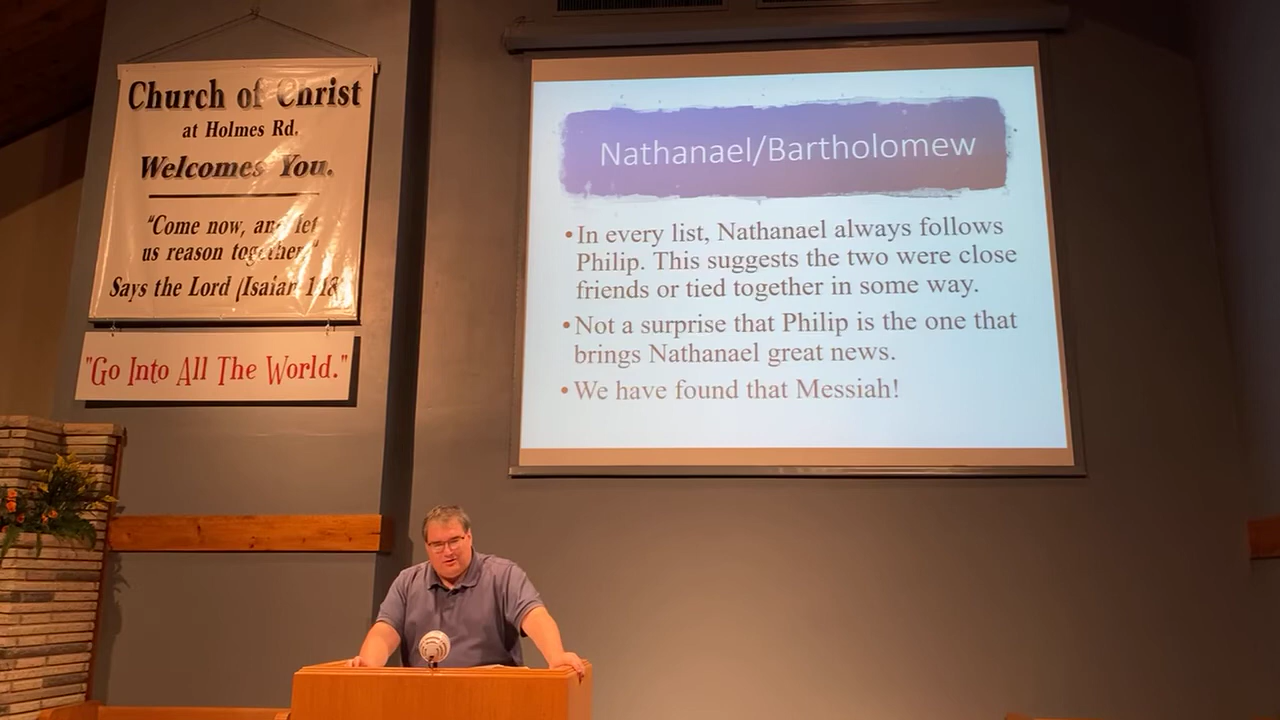 Church of Christ
at Holmes Rd.
Welcomes You.
"Come now, and let
us reason together,"
Says the Lord (Isaiah 1:18)
"Go Into All The World."
Nathanael/Bartholomew
•In every list, Nathanael always follows
Philip. This suggests the two were close
friends or tied together in some way.
•Not a surprise that Philip is the one that
brings Nathanael great news.
•We have found that Messiah!